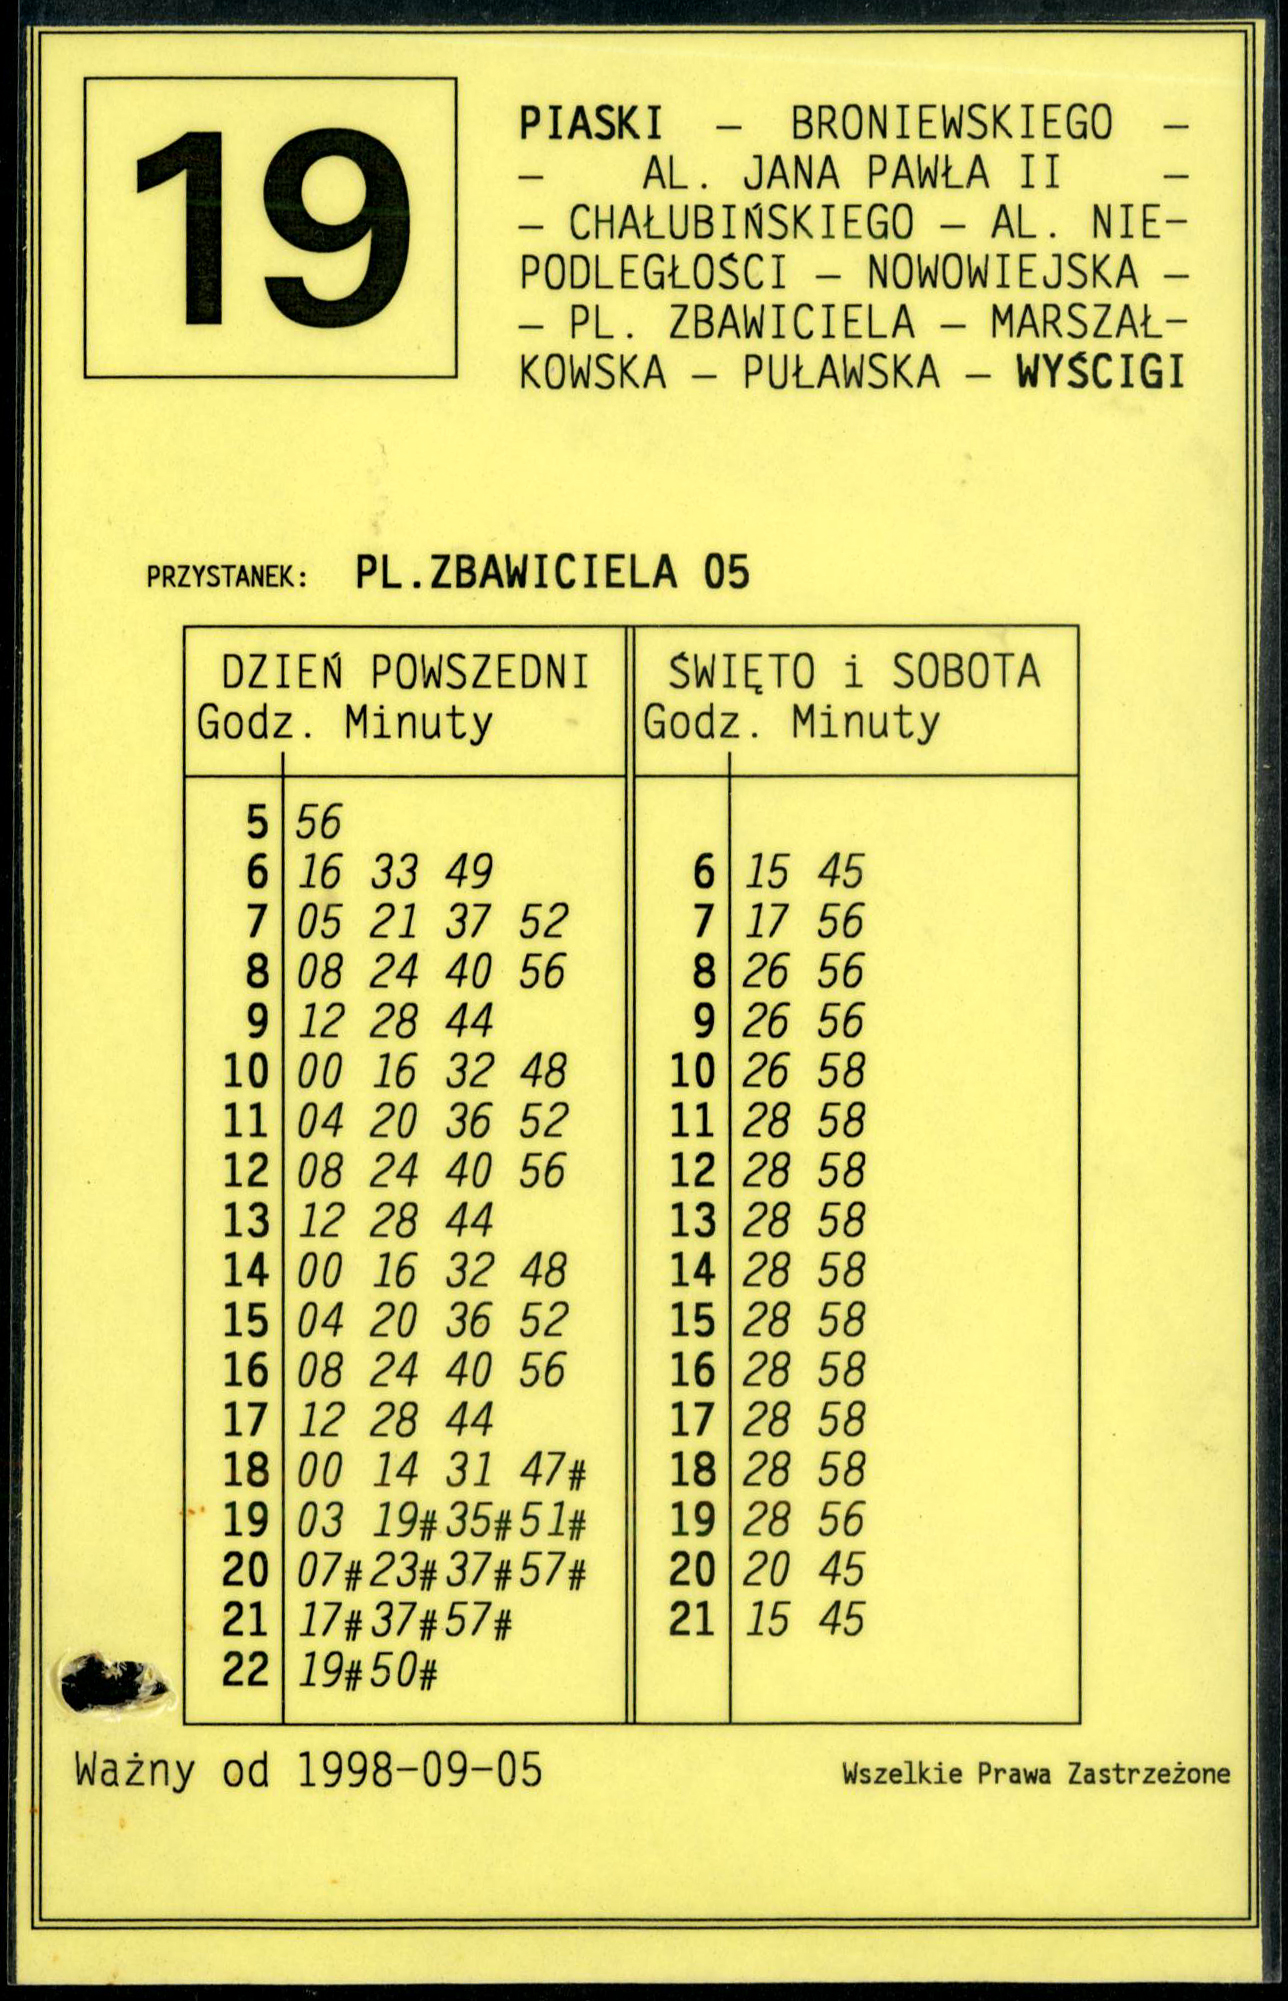 19
PIASKI – BRONIEWSKIEGO –
– AL. JANA PAWŁA II –
– CHAŁUBIŃSKIEGO – AL. NIE-
PODLEGŁOŚCI – NOWOWIEJSKA –
– PL. ZBAWICIELA – MARSZAŁ-
KOWSKA – PUŁAWSKA – WYŚCIGI
PRZYSTANEK: PL.ZBAWICIELA 05
DZIEŃ POWSZEDNI
Godz. Minuty
5 56
6 16 33 49
7 05 21 37 52
8 08 24 40 56
9 12 28 44
10 00 16 32 48
11 04 20 36 52
12 08 24 40 56
13 12 28 44
14 00 16 32 48
15 04 20 36 52
16 08 24 40 56
17 12 28 44
18 00 14 31 47#
19 03 19#35#51#
20 07#23#37#57#
21 17#37#57#
22 19#50#
ŚWIĘTO i SOBOTA
Godz. Minuty
6 15 45
7 17 56
8 26 56
9 26 56
10 26 58
11 28 58
12 28 58
13 28 58
14 28 58
15 28 58
16 28 58
17 28 58
18 28 58
19 28 56
20 20 45
21 15 45
Ważny od 1998-09-05
Wszelkie Prawa Zastrzeżone